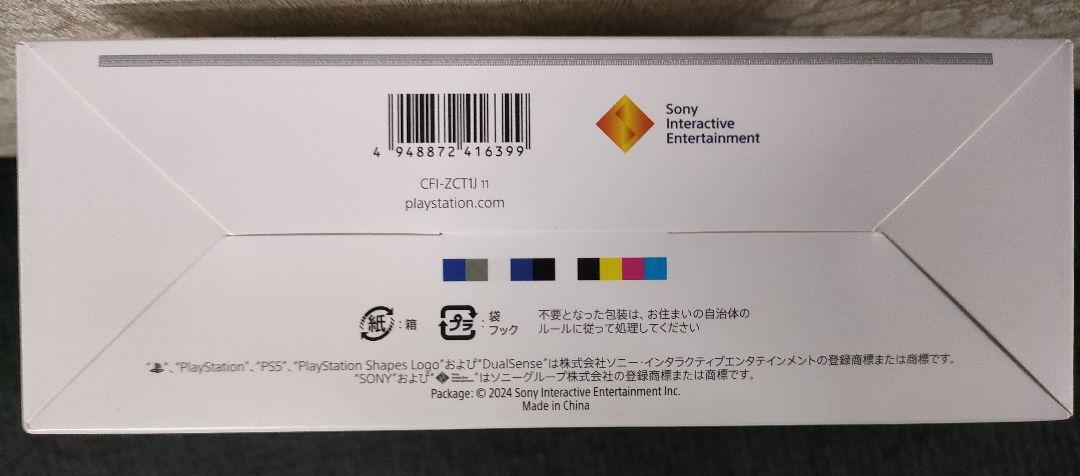 Sony
Interactive
Entertainment
4 948872 416399
CFI-ZCT1J 11
playstation.com
紙 : 箱
プラ : 袋
フック
不要となった包装は、お住まいの自治体の
ルールに従って処理してください
“ ”、“PlayStation”、“PS5”、“PlayStation Shapes Logo”および“DualSense”は株式会社ソニー・インタラクティブエンタテインメントの登録商標または商標です。
“SONY”および“ ”はソニーグループ株式会社の登録商標または商標です。
Package: © 2024 Sony Interactive Entertainment Inc.
Made in China